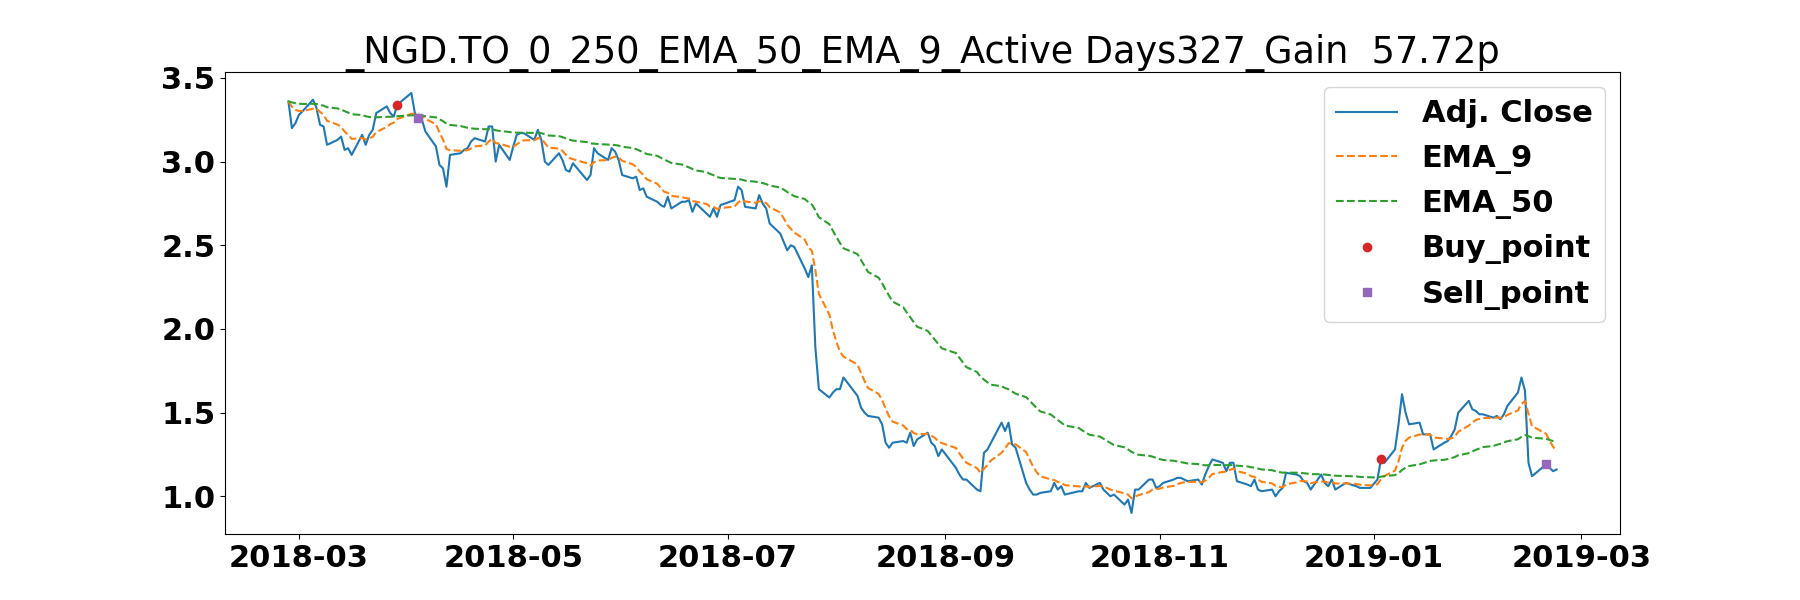 _NGD.TO_0_250_EMA_50_EMA_9_Active Days327_Gain  57.72p
3.5
3.0
2.5
2.0
1.5
1.0
Adj. Close
EMA_9
EMA_50
Buy_point
Sell_point
2018-03 2018-05 2018-07 2018-09 2018-11 2019-01 2019-03